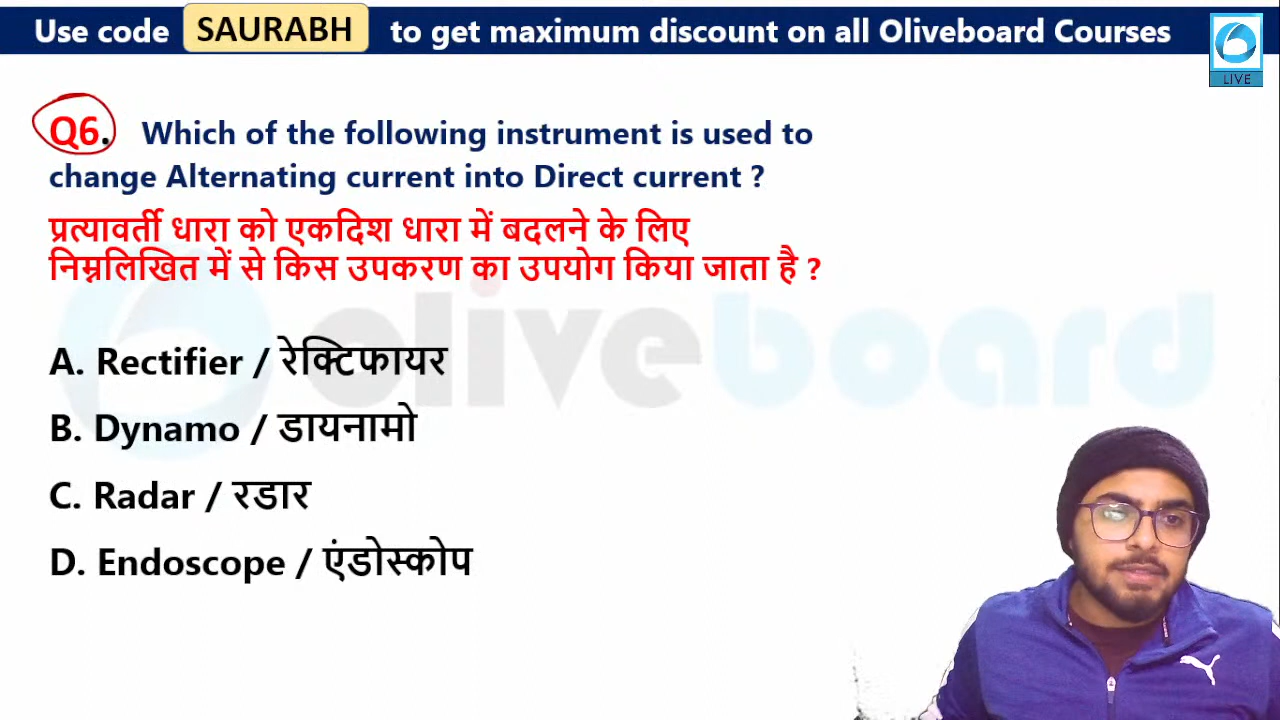 Use code SAURABH to get maximum discount on all Oliveboard Courses
LIVE
Q6. Which of the following instrument is used to
change Alternating current into Direct current ?
प्रत्यावर्ती धारा को एकदिश धारा में बदलने के लिए
निम्नलिखित में से किस उपकरण का उपयोग किया जाता है ?
oliveboard
A. Rectifier / रेक्टिफायर
B. Dynamo / डायनामो
C. Radar / रडार
D. Endoscope / एंडोस्कोप